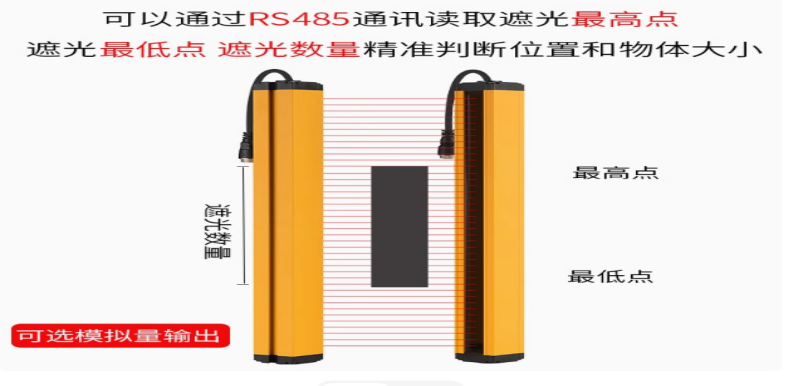 可以通过RS485通讯读取遮光最高点
遮光最低点 遮光数量精准判断位置和物体大小
最高点
遮光数量
最低点
可选模拟量输出